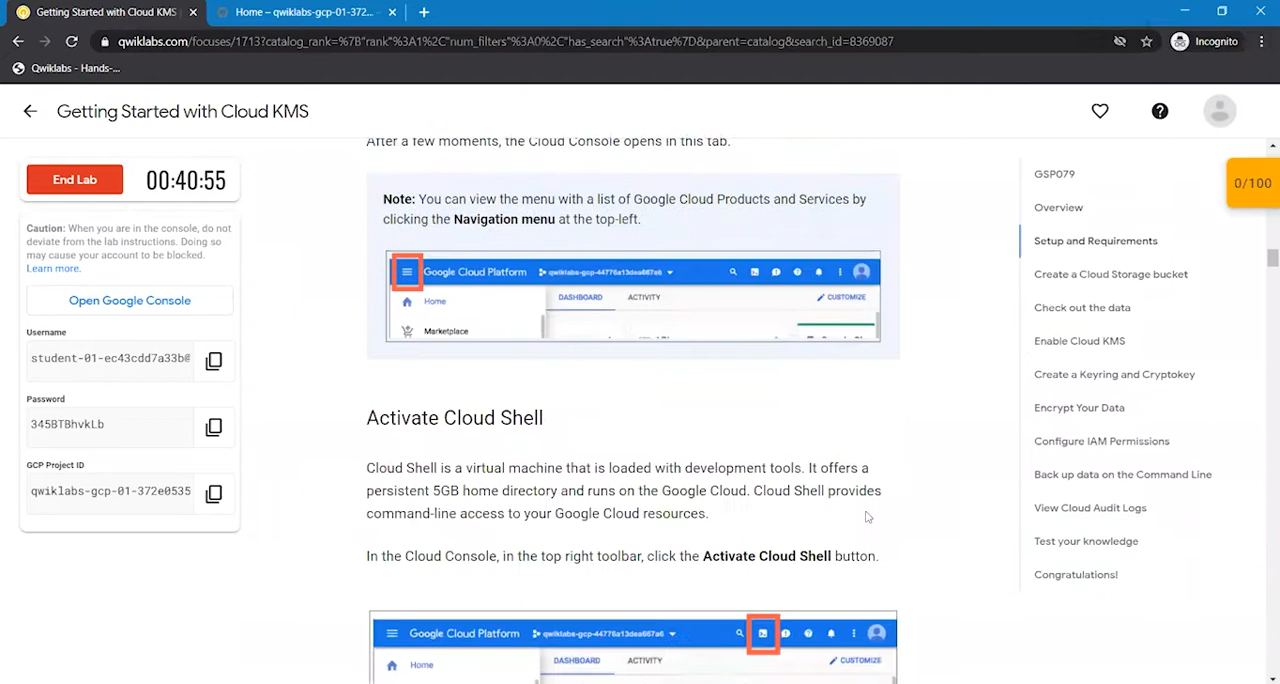 Getting Started with Cloud KMS
Home – qwiklabs-gcp-01-372...
qwiklabs.com/focuses/1713?catalog_rank=%7B"rank"%3A1%2C"num_filters"%3A0%2C"has_search"%3Atrue%7D&parent=catalog&search_id=8369087
Incognito
Qwiklabs - Hands-...
Getting Started with Cloud KMS
End Lab
00:40:55
Caution: When you are in the console, do not
deviate from the lab instructions. Doing so
may cause your account to be blocked.
Learn more.
Open Google Console
Username
student-01-ec43cdd7a33b@
Password
345BTBhvkLb
GCP Project ID
qwiklabs-gcp-01-372e0535
After a few moments, the Cloud Console opens in this tab.
Note: You can view the menu with a list of Google Cloud Products and Services by
clicking the Navigation menu at the top-left.
Google Cloud Platform
qwiklabs-gcp-44776a13dea667a6
Home
DASHBOARD
ACTIVITY
CUSTOMIZE
Marketplace
Activate Cloud Shell
Cloud Shell is a virtual machine that is loaded with development tools. It offers a
persistent 5GB home directory and runs on the Google Cloud. Cloud Shell provides
command-line access to your Google Cloud resources.
In the Cloud Console, in the top right toolbar, click the Activate Cloud Shell button.
Google Cloud Platform
qwiklabs-gcp-44776a13dea667a6
Home
DASHBOARD
ACTIVITY
CUSTOMIZE
GSP079
Overview
Setup and Requirements
Create a Cloud Storage bucket
Check out the data
Enable Cloud KMS
Create a Keyring and Cryptokey
Encrypt Your Data
Configure IAM Permissions
Back up data on the Command Line
View Cloud Audit Logs
Test your knowledge
Congratulations!
0/100